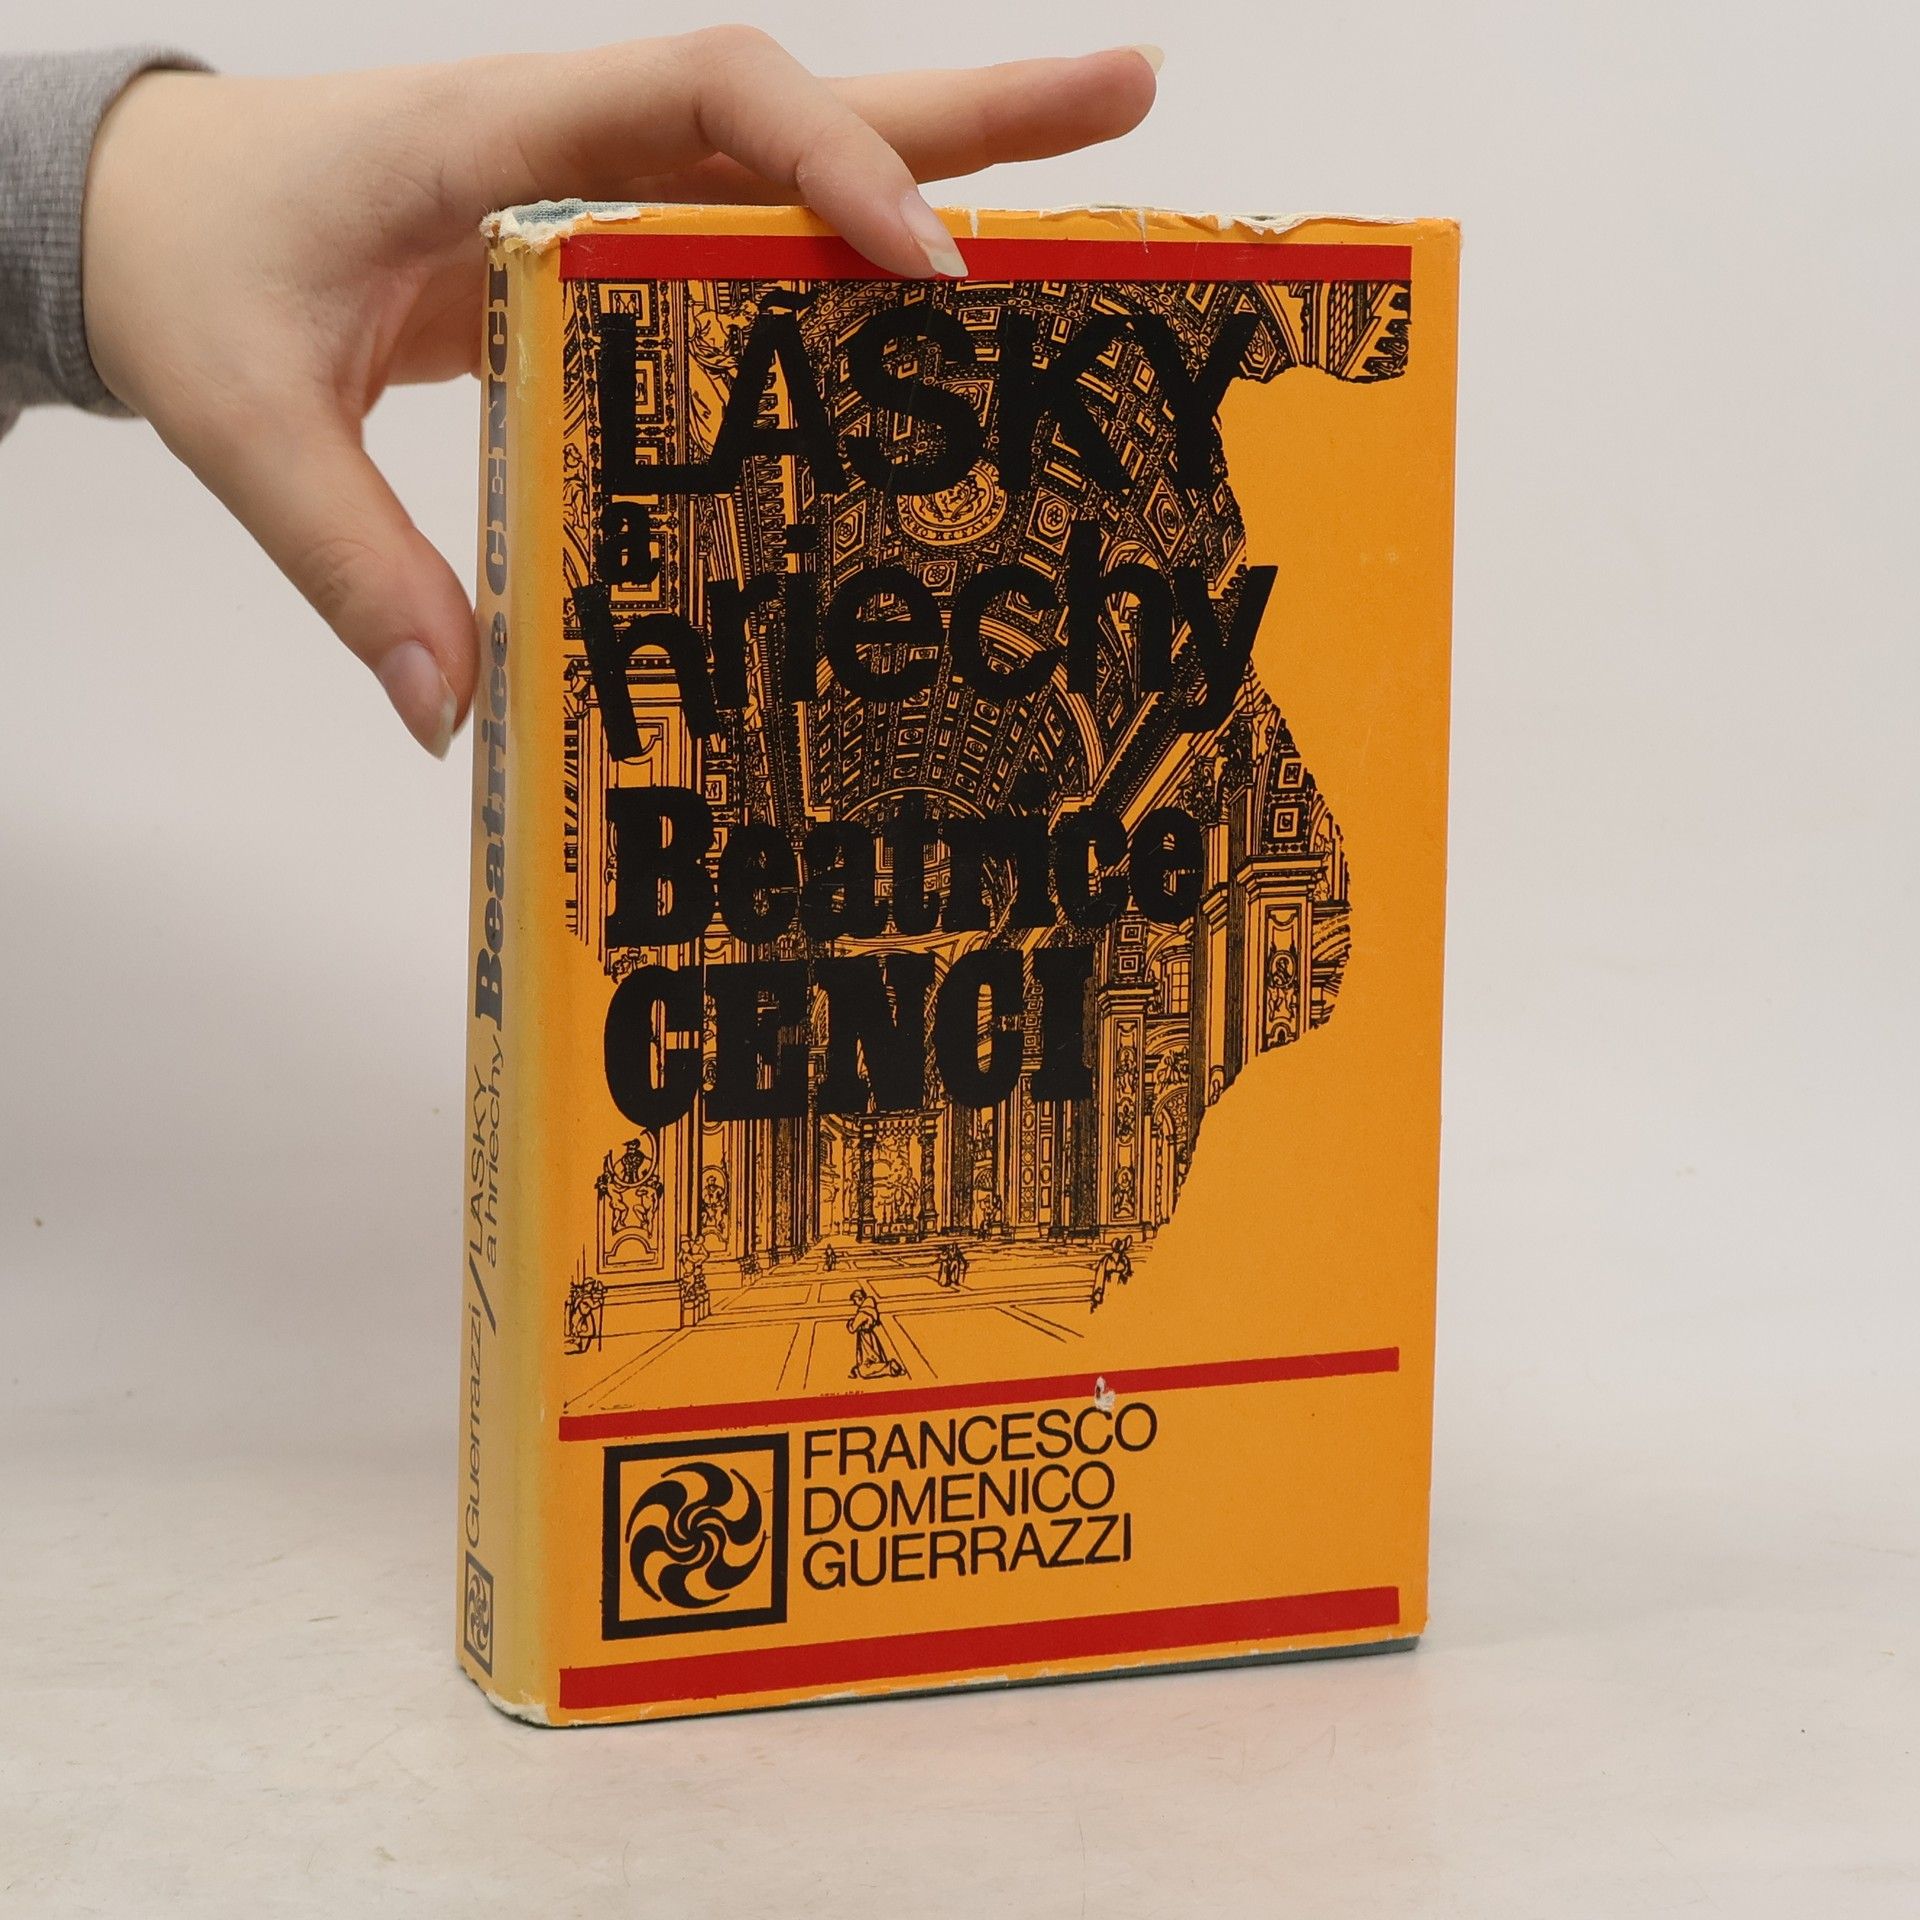 LÁSKY
a
hriechy
Beatrice
CENCI
FRANCESCO
DOMENICO
GUERRAZZI
Guerrazzi / LÁSKY
a hriechy Beatrice CENCI